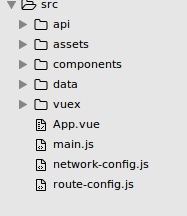 src
api
assets
components
data
vuex
App.vue
main.js
network-config.js
route-config.js